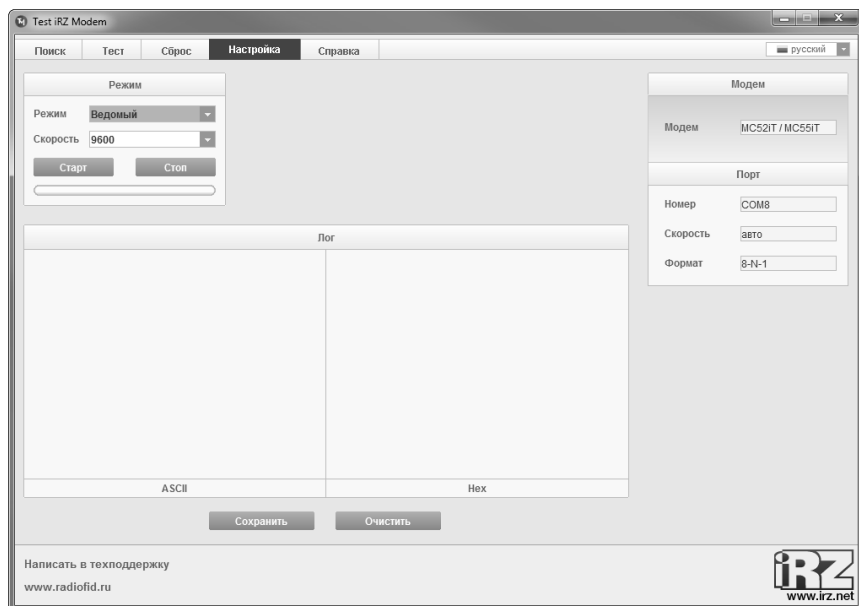 Test iRZ Modem
Поиск Тест Сброс Настройка Справка русский
Режим
Режим Ведомый
Скорость 9600
Старт Стоп
Модем
Модем MC52iT / MC55iT
Порт
Номер COM8
Скорость авто
Формат 8-N-1
Лог
ASCII Hex
Сохранить Очистить
Написать в техподдержку
www.radiofid.ru
iRZ
www.irz.net